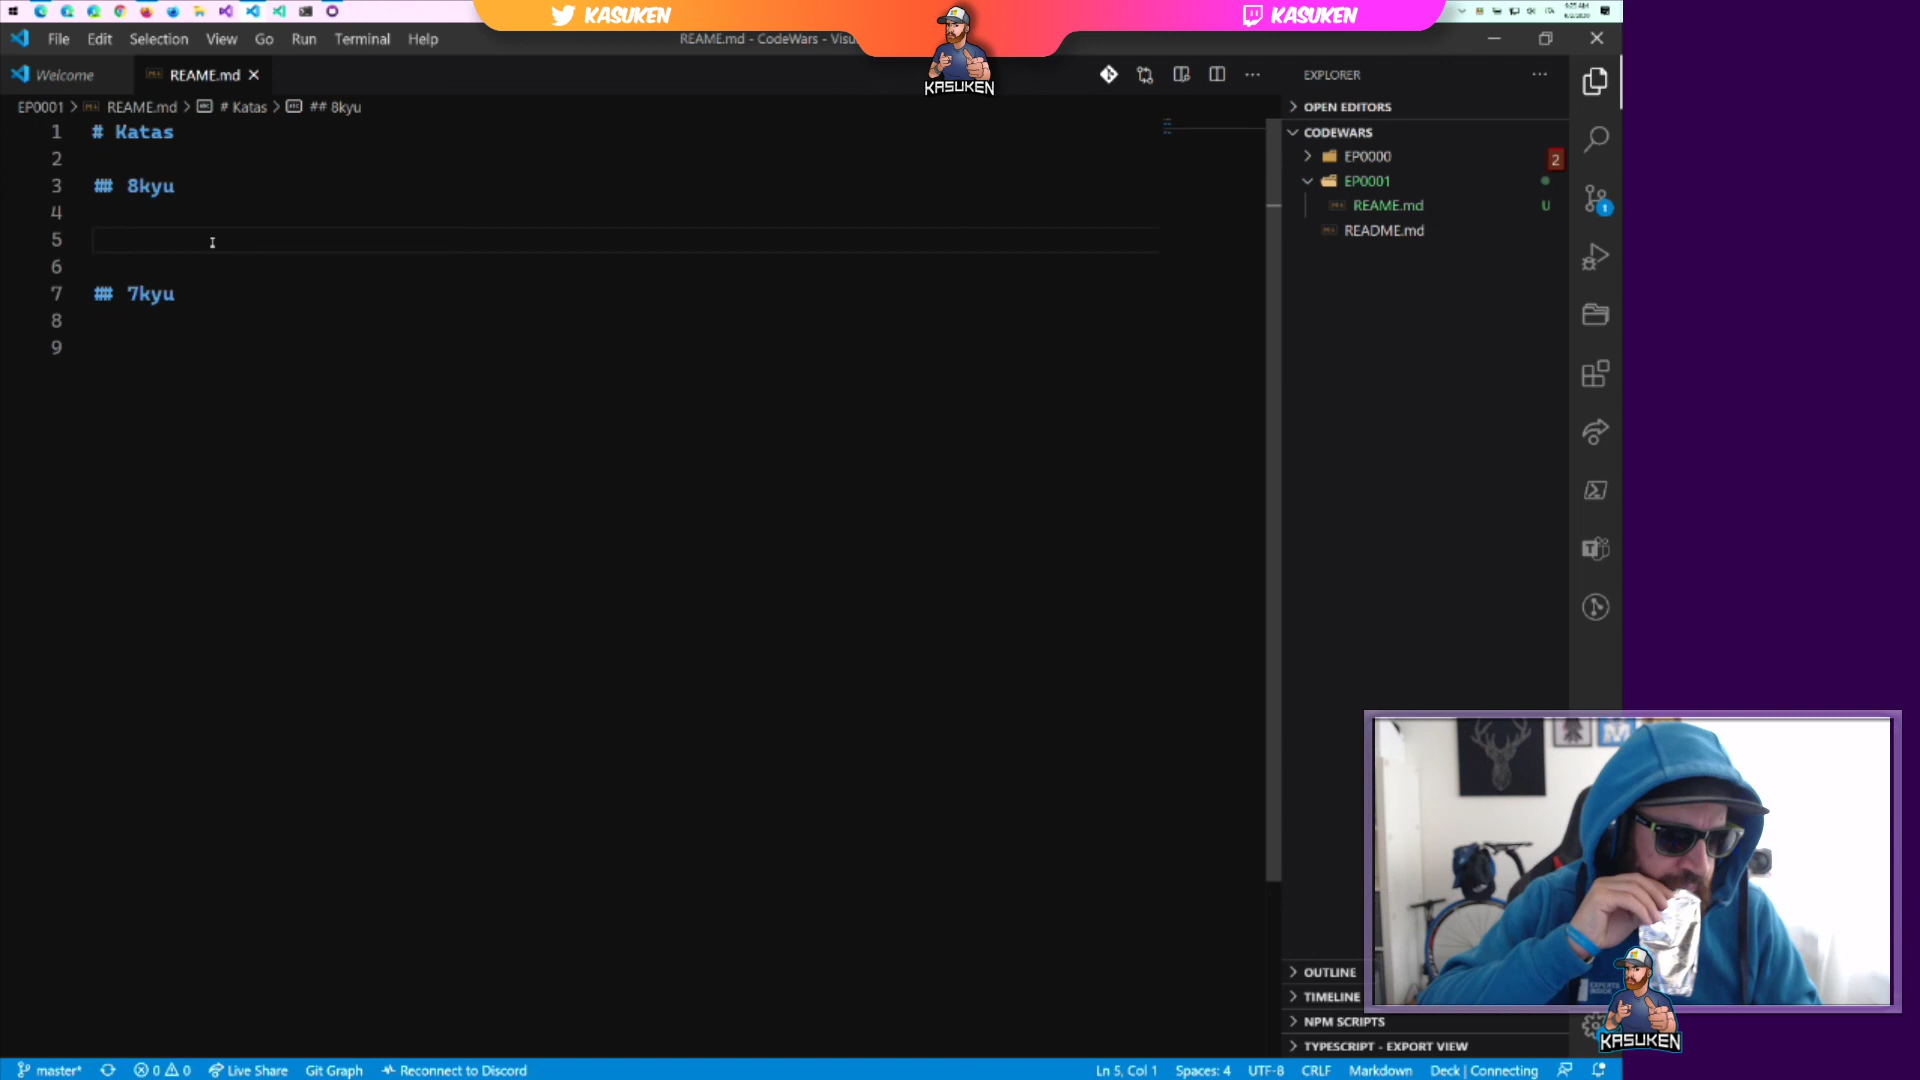 KASUKEN
KASUKEN
KASUKEN
File Edit Selection View Go Run Terminal Help
REAME.md - CodeWars - Visu
Welcome
REAME.md
EP0001 > REAME.md > # Katas > ## 8kyu
1 # Katas
2
3 ## 8kyu
4
5
6
7 ## 7kyu
8
9
EXPLORER
OPEN EDITORS
CODEWARS
EP0000
2
EP0001
REAME.md U
README.md
1
OUTLINE
TIMELINE
NPM SCRIPTS
TYPESCRIPT - EXPORT VIEW
KASUKEN
master* 0 0 Live Share Git Graph Reconnect to Discord
Ln 5, Col 1 Spaces: 4 UTF-8 CRLF Markdown Deck | Connecting